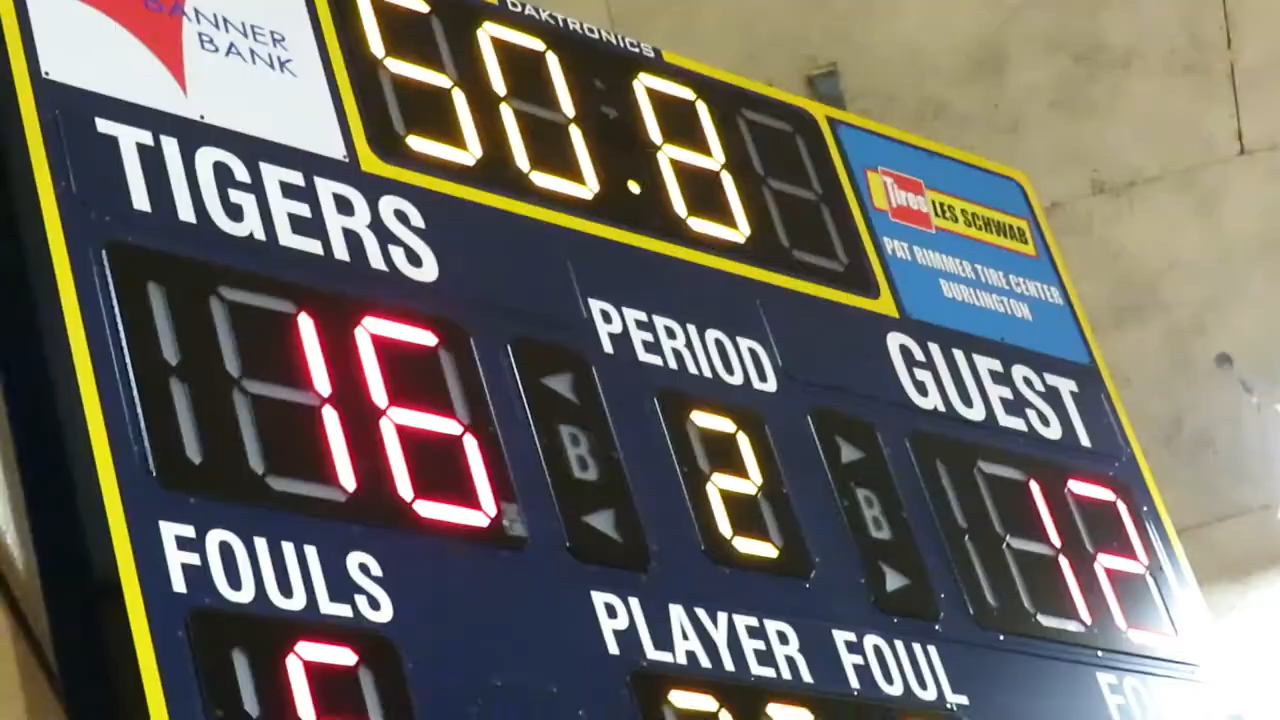 BANNER
BANK
DAKTRONICS
50.8
Tires LES SCHWAB
PAT RIMMER TIRE CENTER
BURLINGTON
TIGERS
PERIOD
GUEST
16
B
2
B
12
FOULS
PLAYER FOUL